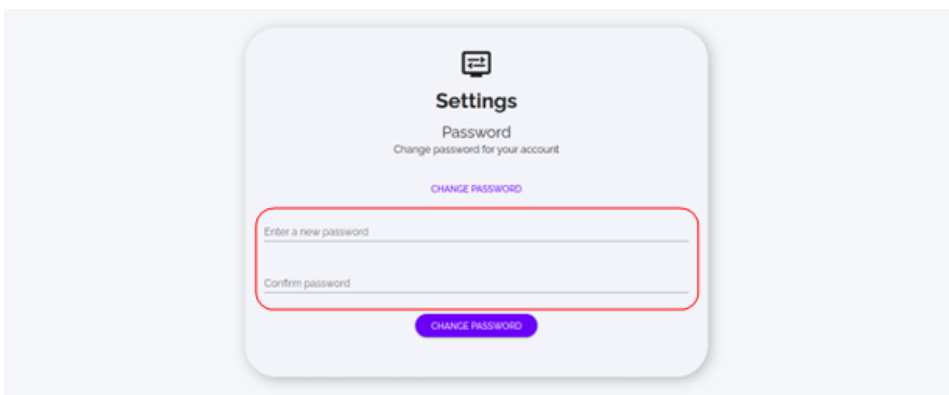 Settings
Password
Change password for your account
CHANGE PASSWORD
Enter a new password
Confirm password
CHANGE PASSWORD